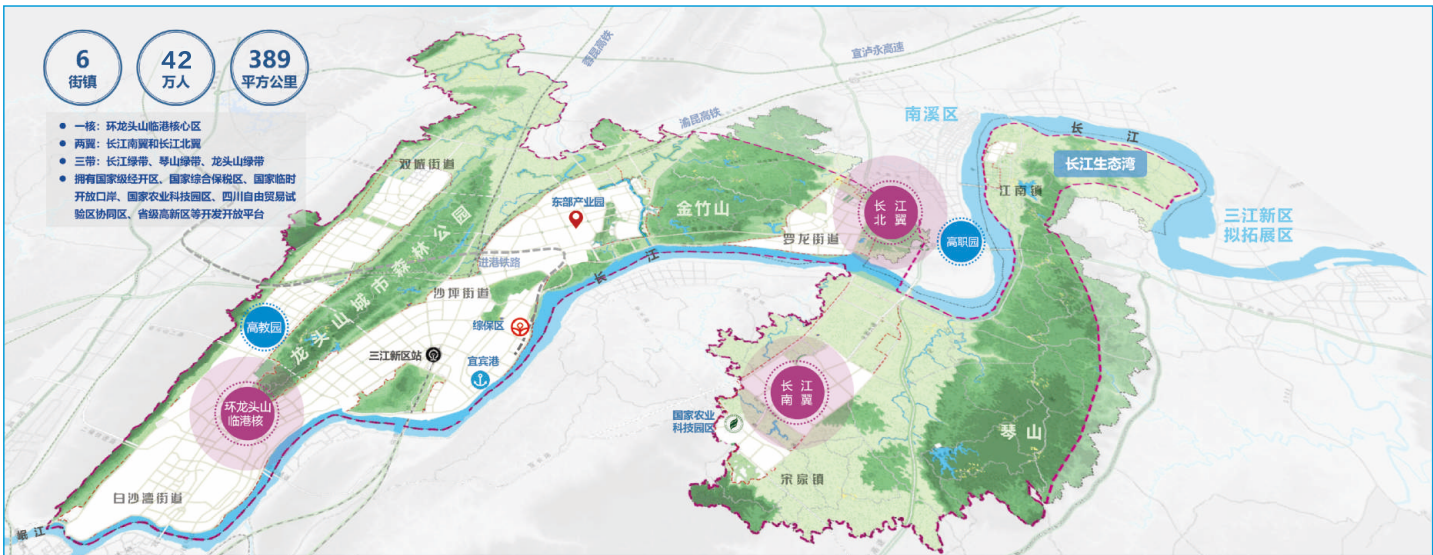 6
街镇
42
万人
389
平方公里
一核：环龙头山临港核心区
两翼：长江南翼和长江北翼
三带：长江绿带、琴山绿带、龙头山绿带
拥有国家级经开区、国家综合保税区、国家临时
开放口岸、国家农业科技园区、四川自由贸易试
验区协同区、省级高新区等开发开放平台
蓉昆高铁
宜泸永高速
渝昆高铁
南溪区
长江
长江生态湾
江南镇
三江新区
拟拓展区
双城街道
东部产业园
金竹山
长江
北翼
高职园
罗龙街道
龙头山城市森林公园
进港铁路
长江
沙坪街道
高教园
综保区
三江新区站
宜宾港
环龙头山
临港核
长江
南翼
国家农业
科技园区
琴山
宋家镇
白沙湾街道
岷江